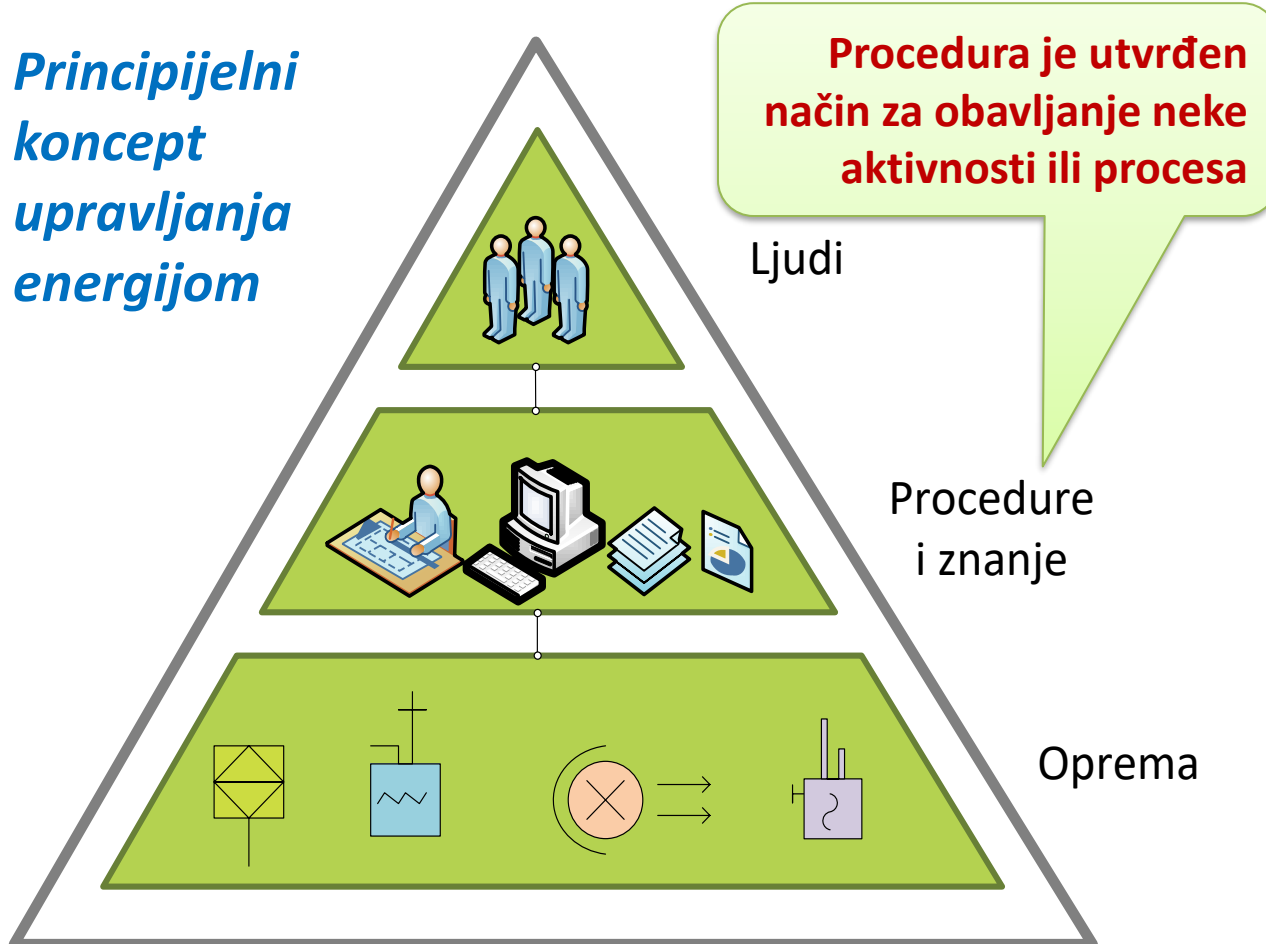 Principijelni
koncept
upravljanja
energijom
Procedura je utvrđen
način za obavljanje neke
aktivnosti ili procesa
Ljudi
Procedure
i znanje
Oprema